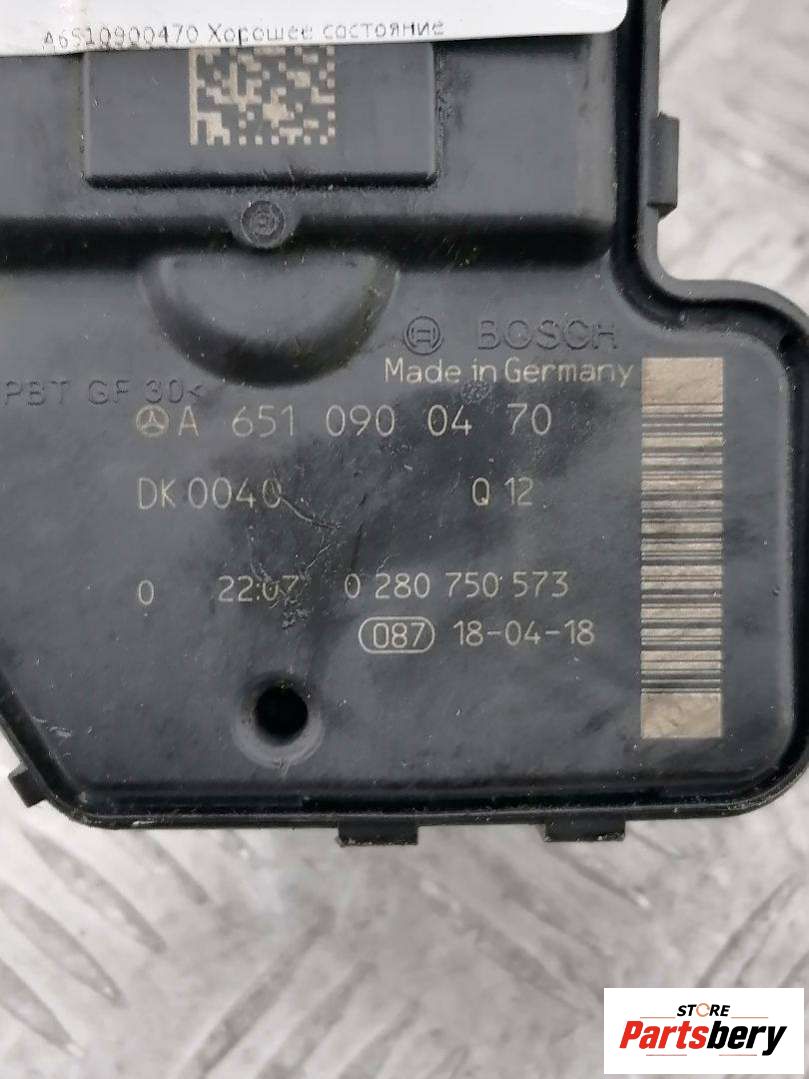 A6510900470 Хорошее состояние
BOSCH
Made in Germany
PBT GF 30<
A 651 090 04 70
DK 0040 Q 12
0 22:07 0 280 750 573
087 18-04-18
STORE
Partsbery